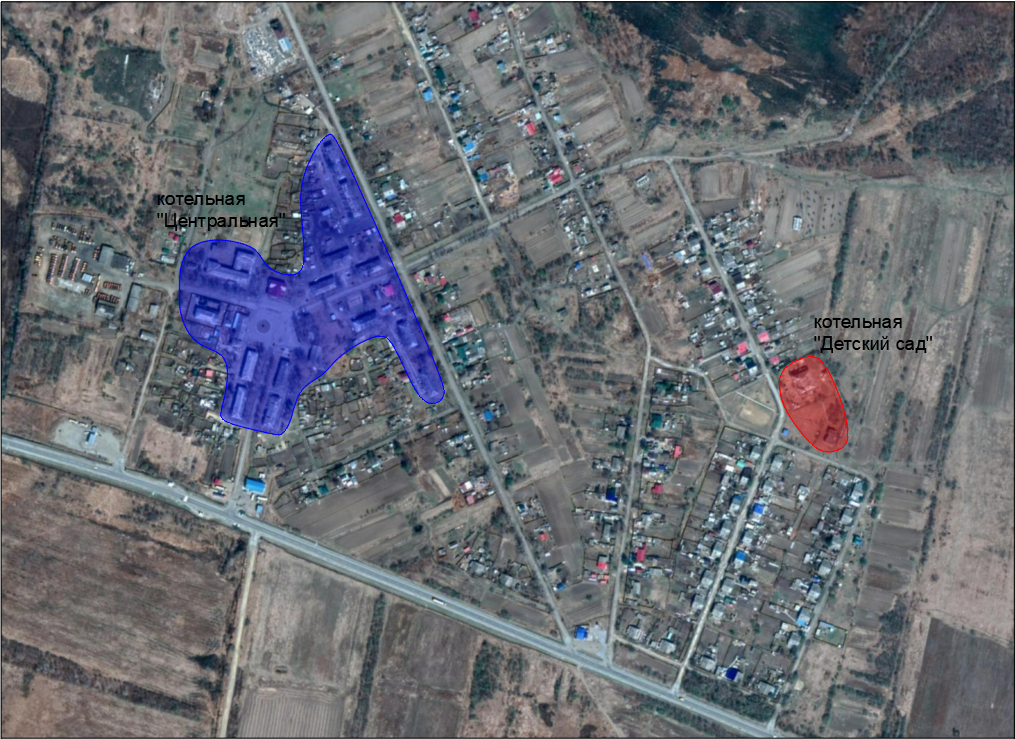 котельная
"Центральная"
котельная
"Детский сад"